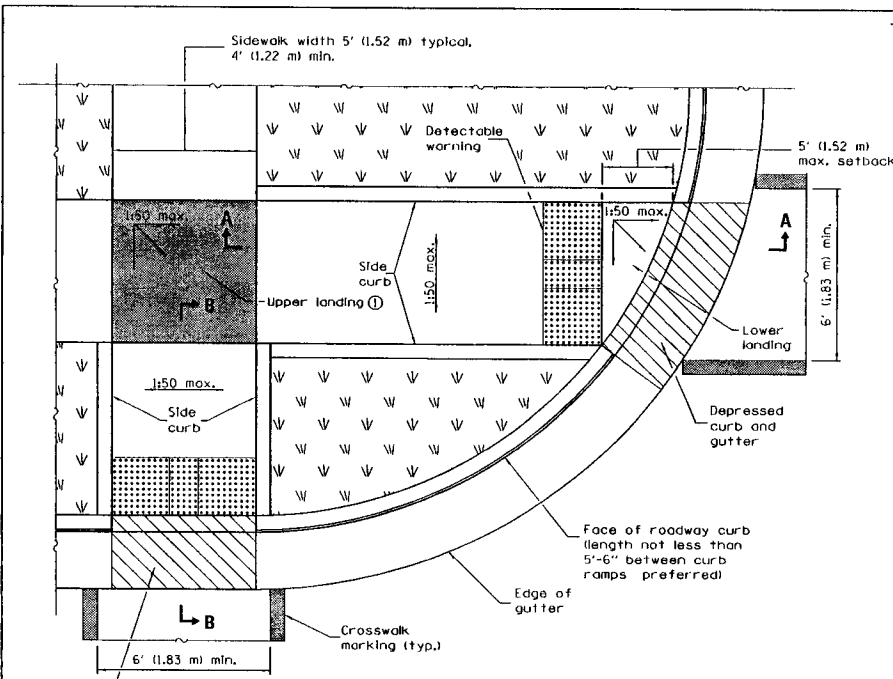 Sidewalk width 5' (1.52 m) typical,
4' (1.22 m) min.
Detectable
warning
5' (1.52 m)
max. setback
1:50 max.
A
1:50 max.
A
Side
curb
1:50 max.
B
Upper landing ①
6' (1.83 m) min.
Lower
landing
1:50 max.
Side
curb
Depressed
curb and
gutter
Face of roadway curb
(length not less than
5'-6" between curb
ramps preferred)
Edge of
gutter
B
Crosswalk
marking (typ.)
6' (1.83 m) min.